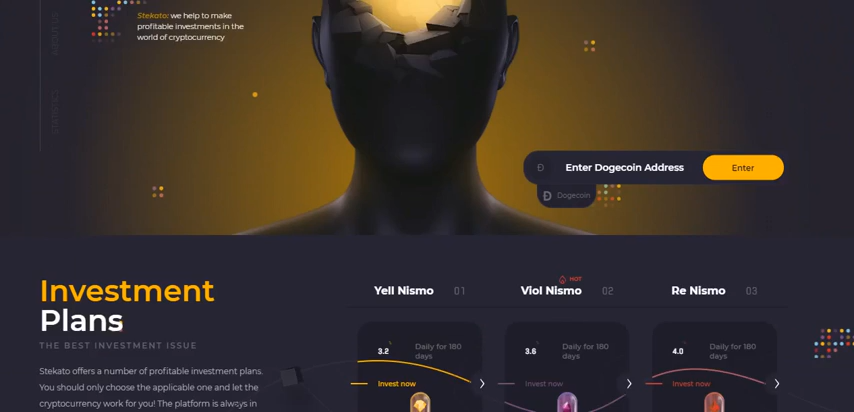 Stekato: we help to make
profitable investments in the
world of cryptocurrency
Enter Dogecoin Address
Enter
Dogecoin
Investment
Plans
THE BEST INVESTMENT ISSUE
Stekato offers a number of profitable investment plans.
You should only choose the applicable one and let the
cryptocurrency work for you! The platform is always in
Yell Nismo 01
HOT
Viol Nismo 02
Re Nismo 03
3.2 Daily for 180
days
Invest now
3.6 Daily for 180
days
Invest now
4.0 Daily for 180
days
Invest now